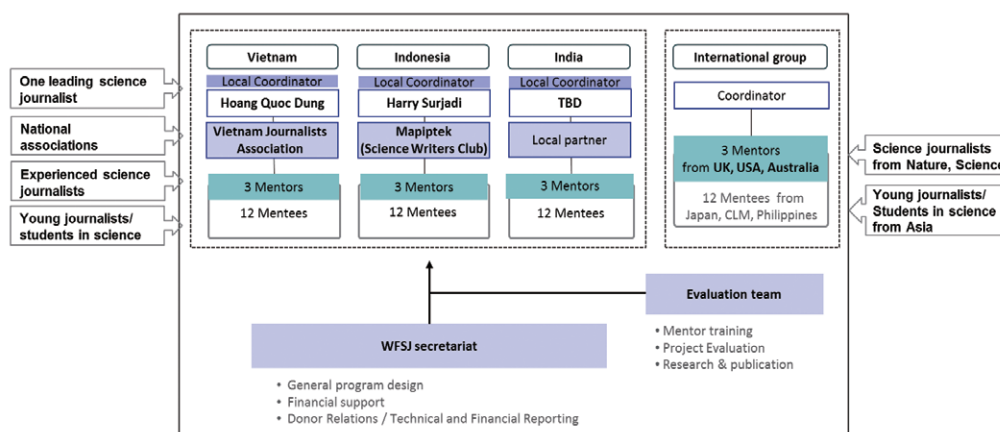 One leading science
journalist
National
associations
Experienced science
journalists
Young journalists/
students in science
Vietnam
Local Coordinator
Hoang Quoc Dung
Vietnam Journalists
Association
3 Mentors
12 Mentees
Indonesia
Local Coordinator
Harry Surjadi
Mapiptek
(Science Writers Club)
3 Mentors
12 Mentees
India
Local Coordinator
TBD
Local partner
3 Mentors
12 Mentees
International group
Coordinator
3 Mentors
from UK, USA, Australia
12 Mentees from
Japan, CLM, Philippines
Science journalists
from Nature, Science
Young journalists/
Students in science
from Asia
Evaluation team
• Mentor training
• Project Evaluation
• Research & publication
WFSJ secretariat
• General program design
• Financial support
• Donor Relations / Technical and Financial Reporting